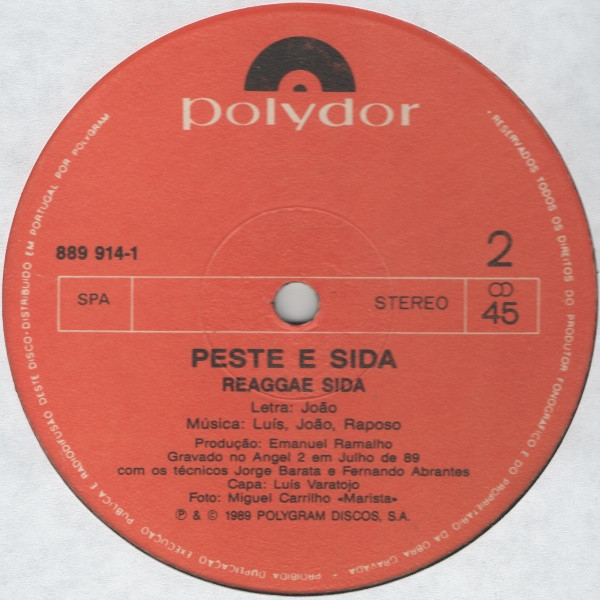 polydor
889 914-1
2
SPA
STEREO
45
PESTE E SIDA
REAGGAE SIDA
Letra: João
Música: Luís, João, Raposo
Produção: Emanuel Ramalho
Gravado no Angel 2 em Julho de 89
com os técnicos Jorge Barata e Fernando Abrantes
Capa: Luís Varatojo
Foto: Miguel Carrilho «Marista»
℗ & © 1989 POLYGRAM DISCOS, S.A.
· RESERVADOS TODOS OS DIREITOS DO PRODUTOR FONOGRÁFICO E DO PROPRIETÁRIO DA OBRA GRAVADA - PROIBIDA DUPLICAÇÃO EXECUÇÃO PÚBLICA E RADIODIFUSÃO DESTE DISCO · DISTRIBUIDO EM PORTUGAL POR POLYGRAM